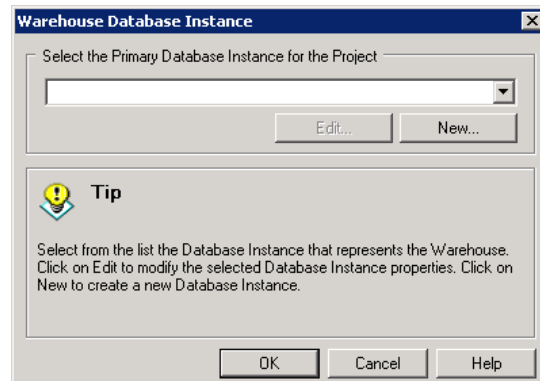 Warehouse Database Instance
Select the Primary Database Instance for the Project
Edit... New...
Tip
Select from the list the Database Instance that represents the Warehouse.
Click on Edit to modify the selected Database Instance properties. Click on
New to create a new Database Instance.
OK Cancel Help